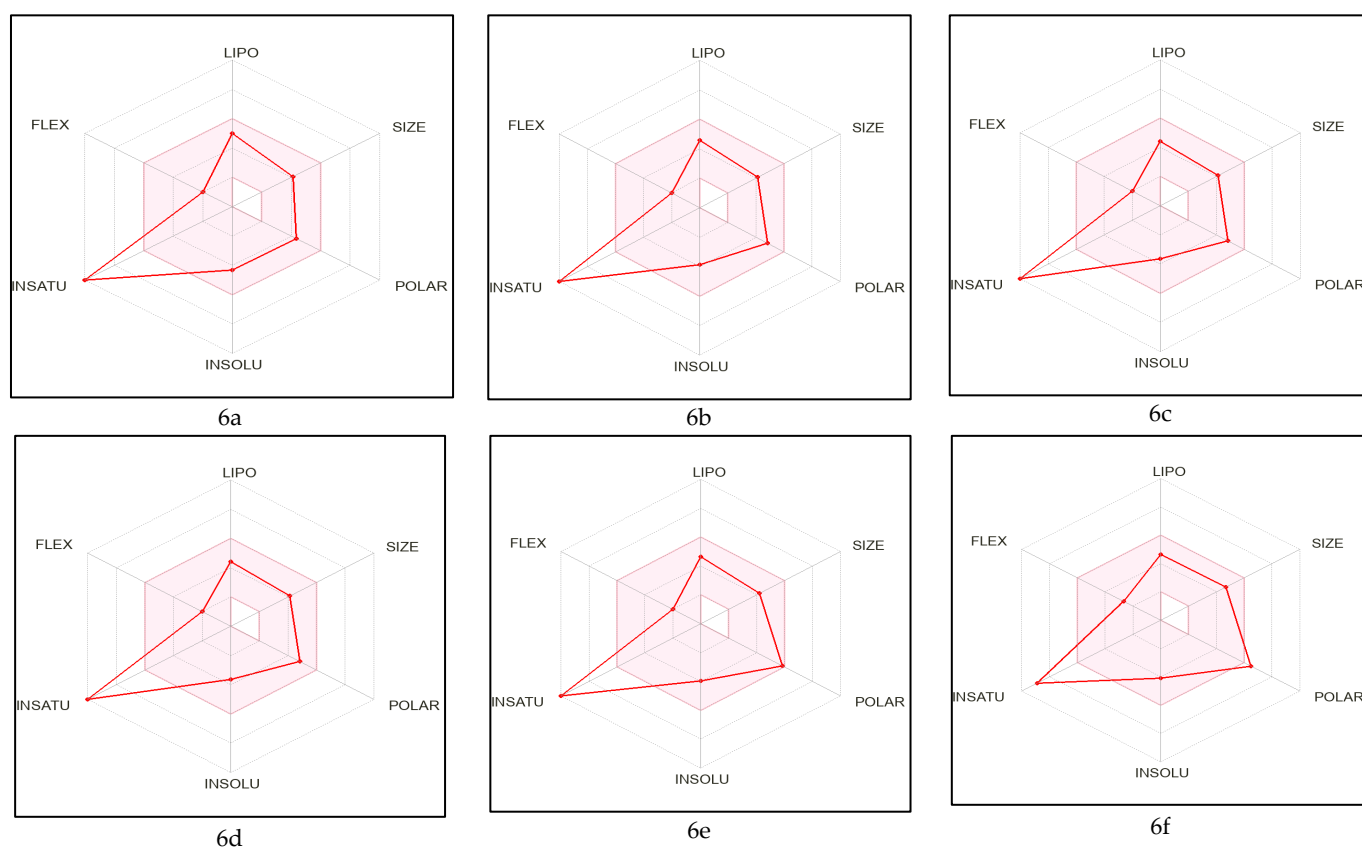 LIPO
FLEX
SIZE
INSATU
POLAR
INSOLU
6a
LIPO
FLEX
SIZE
INSATU
POLAR
INSOLU
6b
LIPO
FLEX
SIZE
INSATU
POLAR
INSOLU
6c
LIPO
FLEX
SIZE
INSATU
POLAR
INSOLU
6d
LIPO
FLEX
SIZE
INSATU
POLAR
INSOLU
6e
LIPO
FLEX
SIZE
INSATU
POLAR
INSOLU
6f